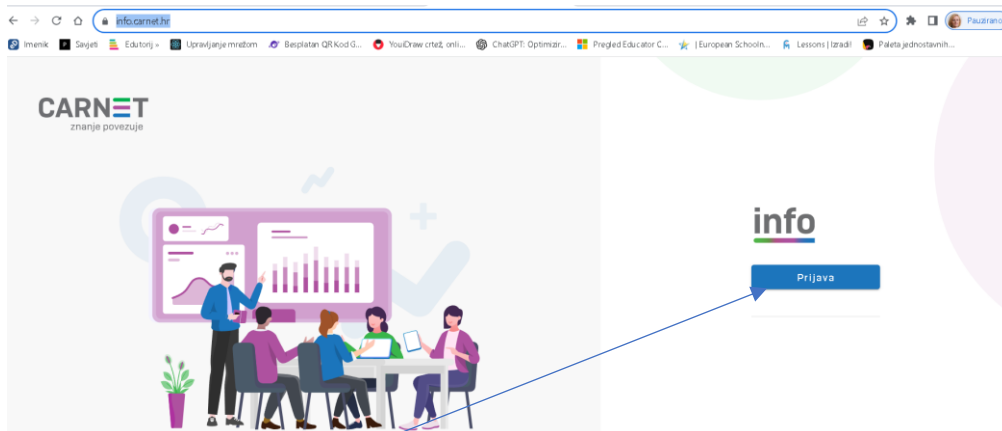 info.carnet.hr
Pauzirano
Imenik Savjeti Edutorij » Upravljanje mrežom Besplatan QR Kod G... YouiDraw crtež, onli... ChatGPT: Optimizir... Pregled Educator C... | European Schooln... Lessons | Izradi! Paleta jednostavnih...
CARNET
znanje povezuje
info
Prijava